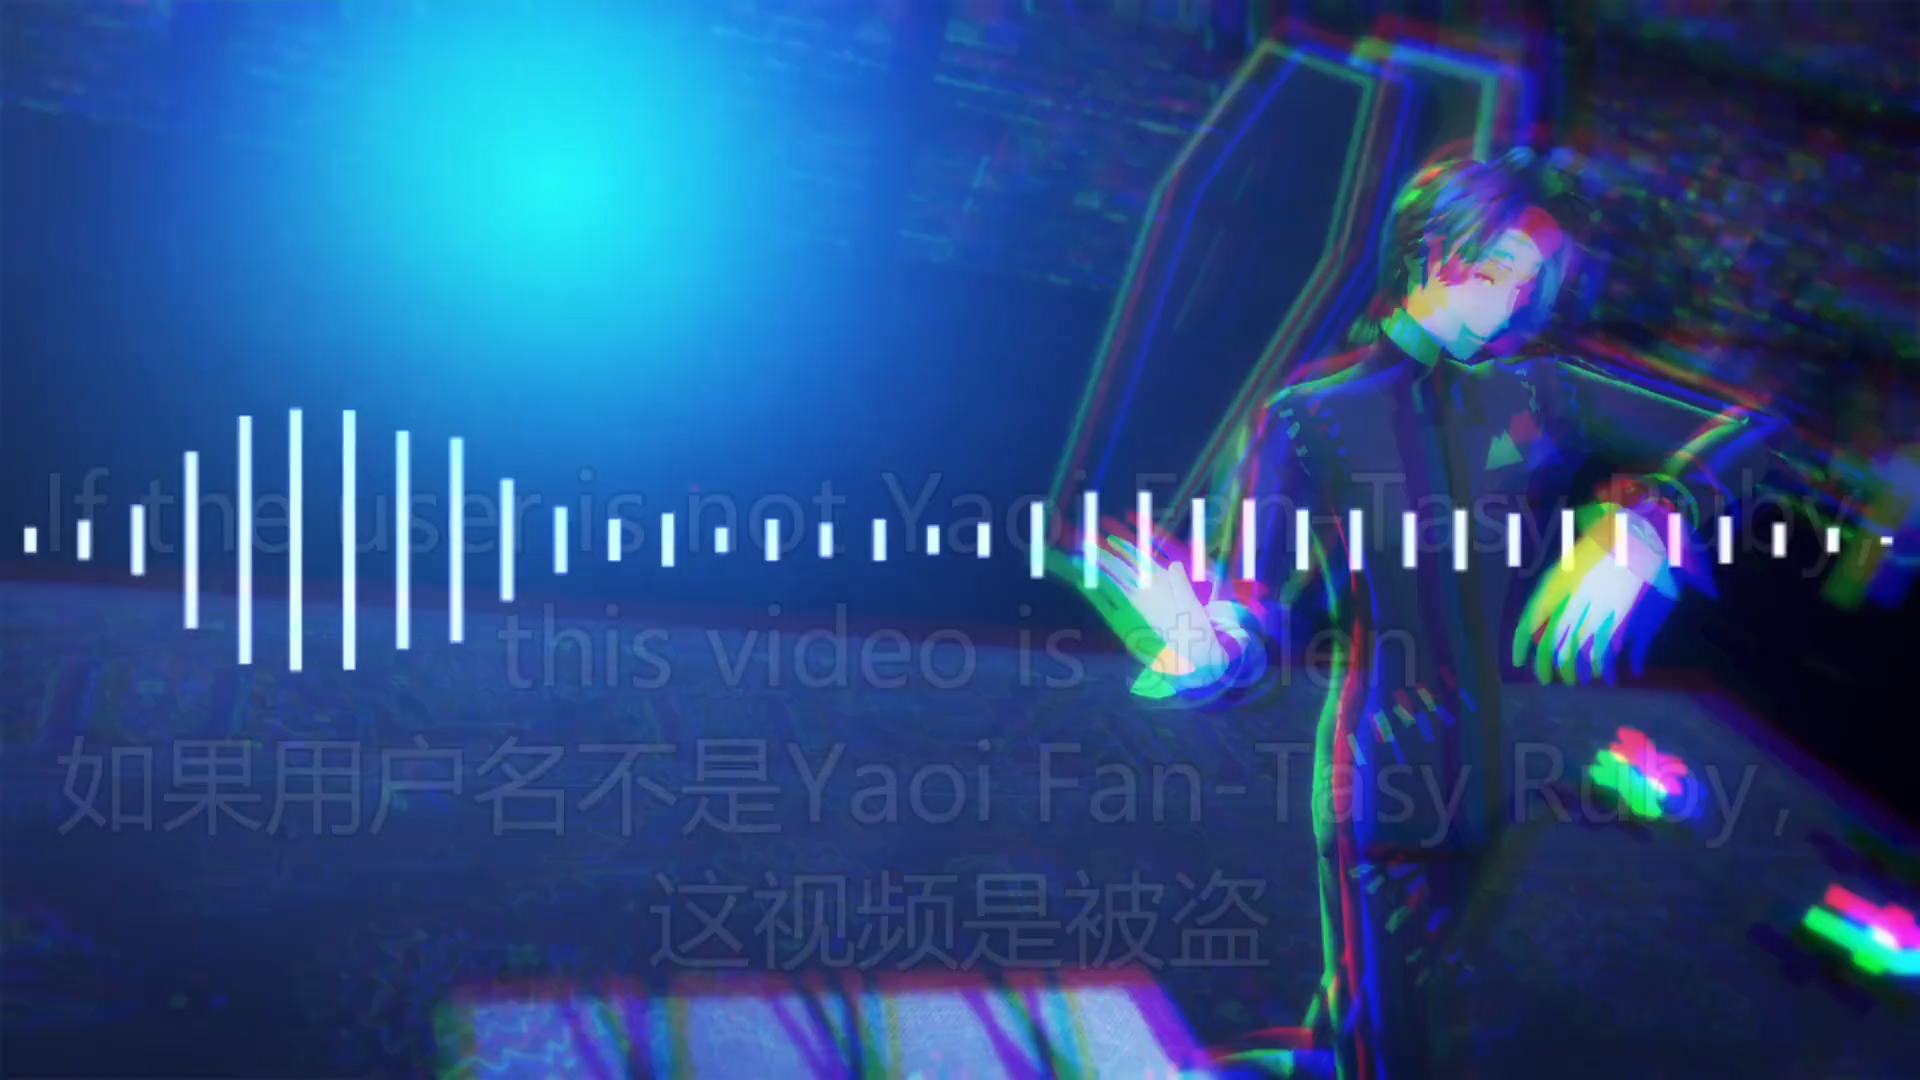 If the user is not Yaoi Fan-Tasy Ruby,
this video is stolen
如果用户名不是Yaoi Fan-Tasy Ruby，
这视频是被盗